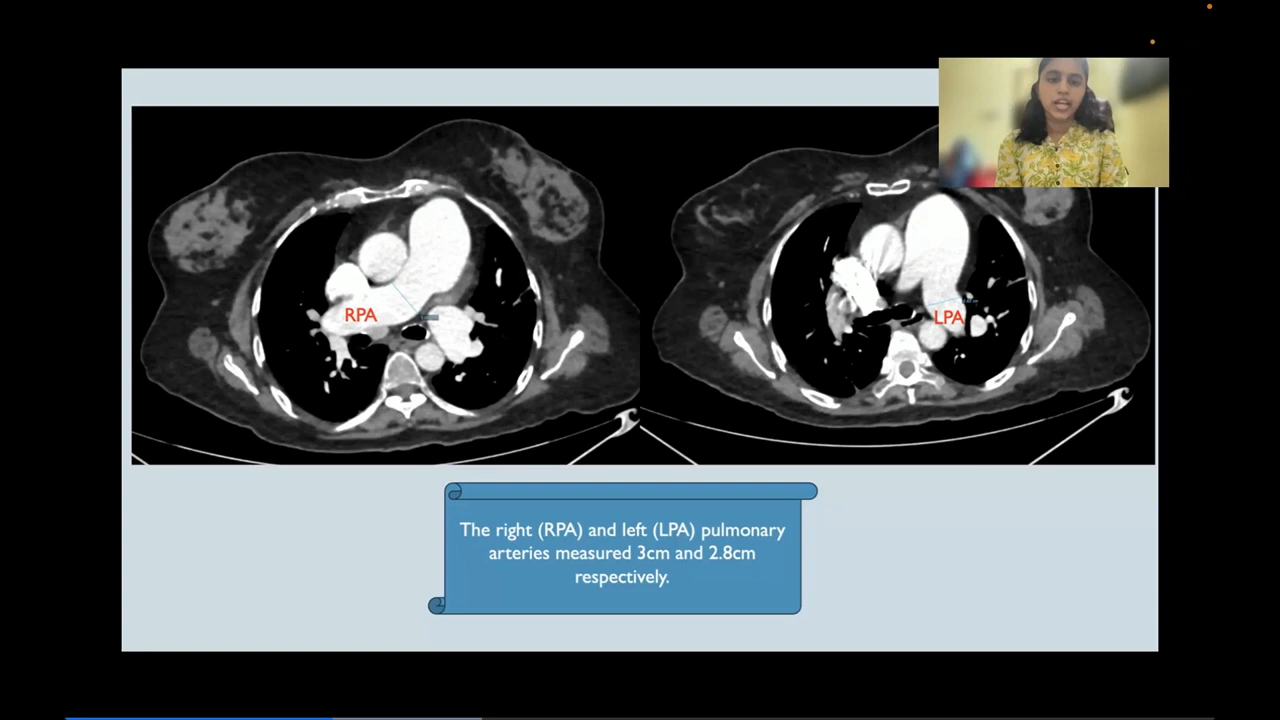 RPA
LPA
The right (RPA) and left (LPA) pulmonary
arteries measured 3cm and 2.8cm
respectively.